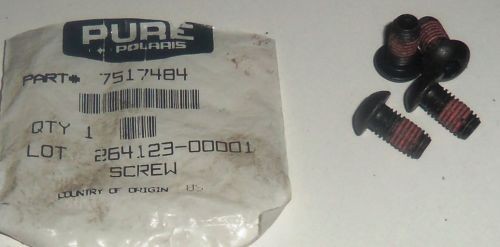 PURE
POLARIS
PART# 7517484
QTY 1
LOT 264123-00001
SCREW
COUNTRY OF ORIGIN US